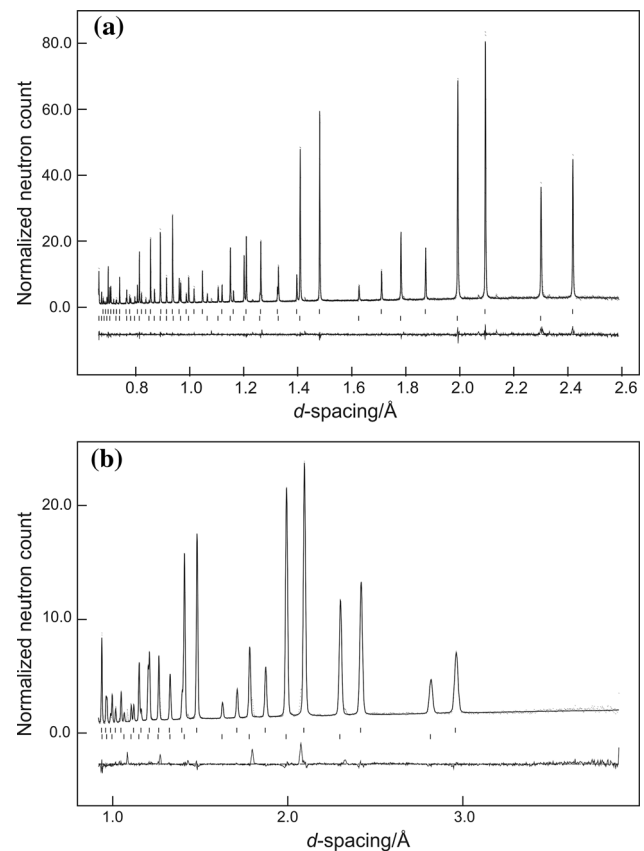 (a)
Normalized neutron count
80.0
60.0
40.0
20.0
0.0
0.8 1.0 1.2 1.4 1.6 1.8 2.0 2.2 2.4 2.6
d-spacing/Å
(b)
Normalized neutron count
20.0
10.0
0.0
1.0 2.0 3.0
d-spacing/Å